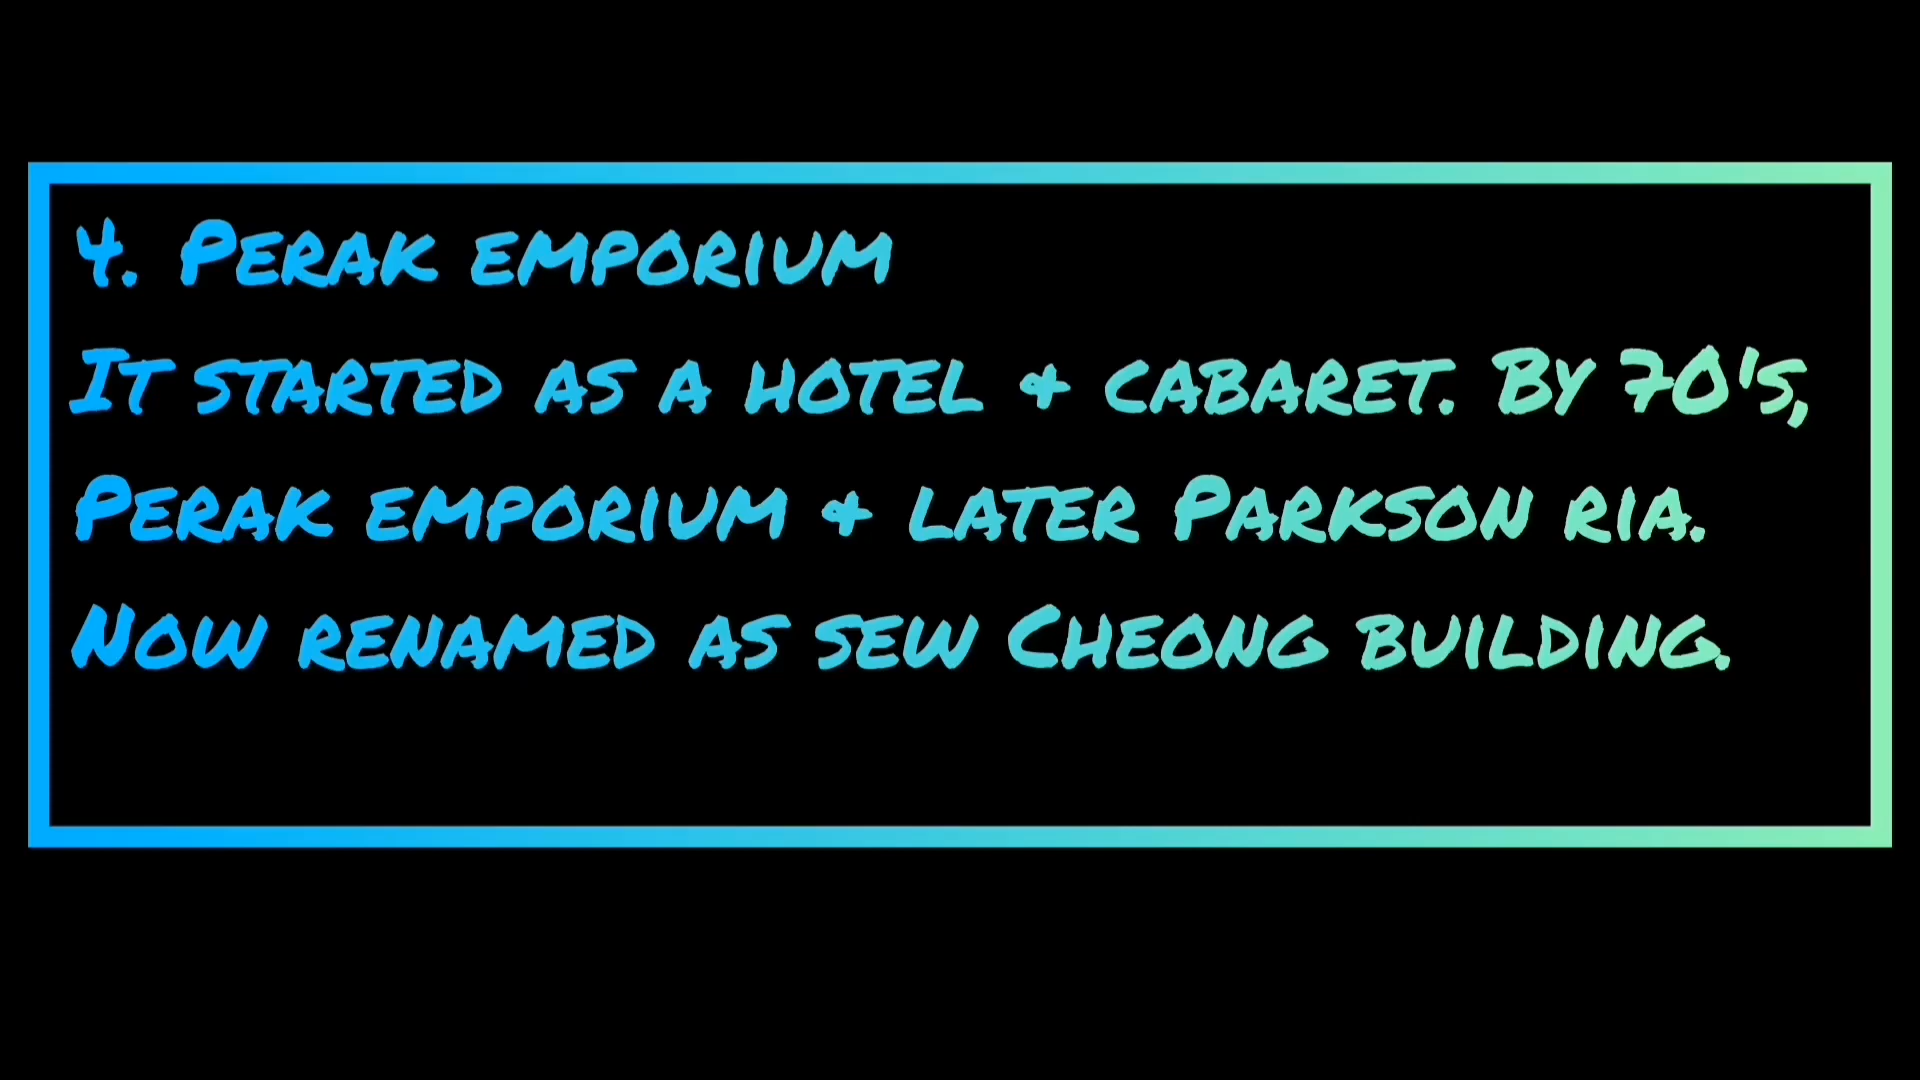 4. Perak emporium
It started as a hotel & cabaret. By 70's,
Perak emporium & later Parkson ria.
Now renamed as sew Cheong building.